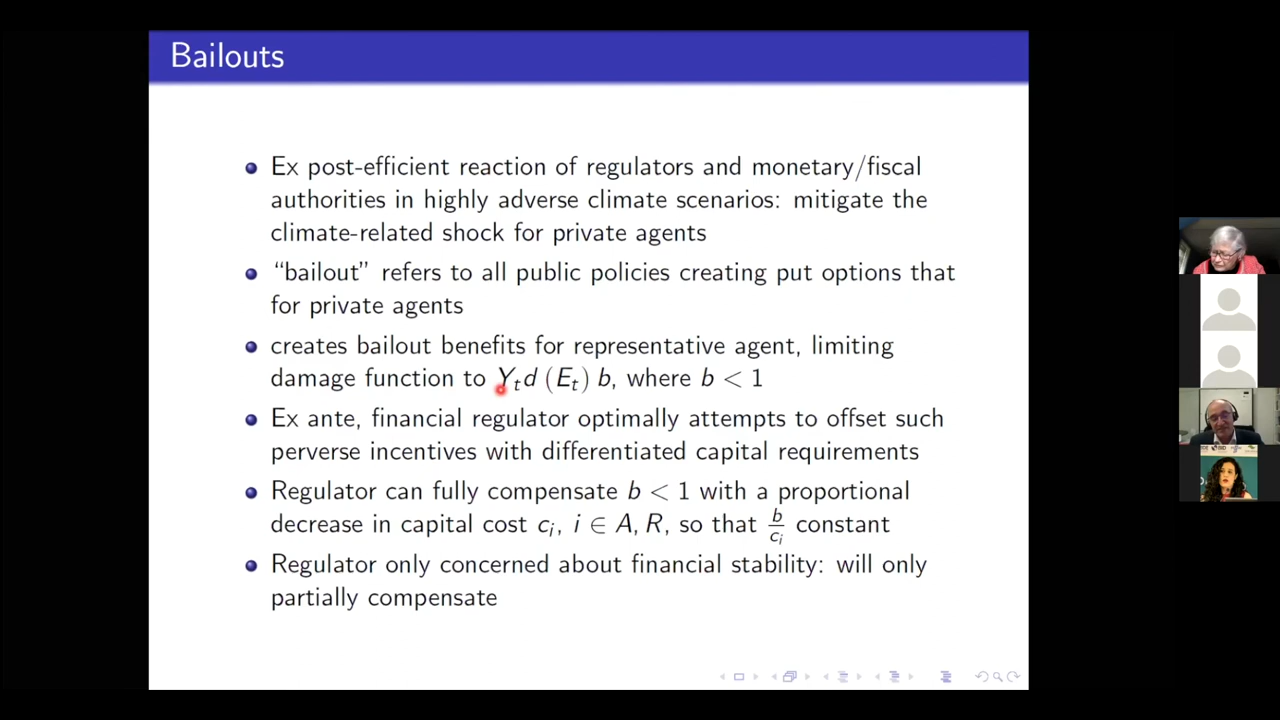 Bailouts
Ex post-efficient reaction of regulators and monetary/fiscal
authorities in highly adverse climate scenarios: mitigate the
climate-related shock for private agents
“bailout” refers to all public policies creating put options that
for private agents
creates bailout benefits for representative agent, limiting
damage function to Y_t d (E_t) b, where b < 1
Ex ante, financial regulator optimally attempts to offset such
perverse incentives with differentiated capital requirements
Regulator can fully compensate b < 1 with a proportional
decrease in capital cost c_i, i ∈ A, R, so that b/c_i constant
Regulator only concerned about financial stability: will only
partially compensate